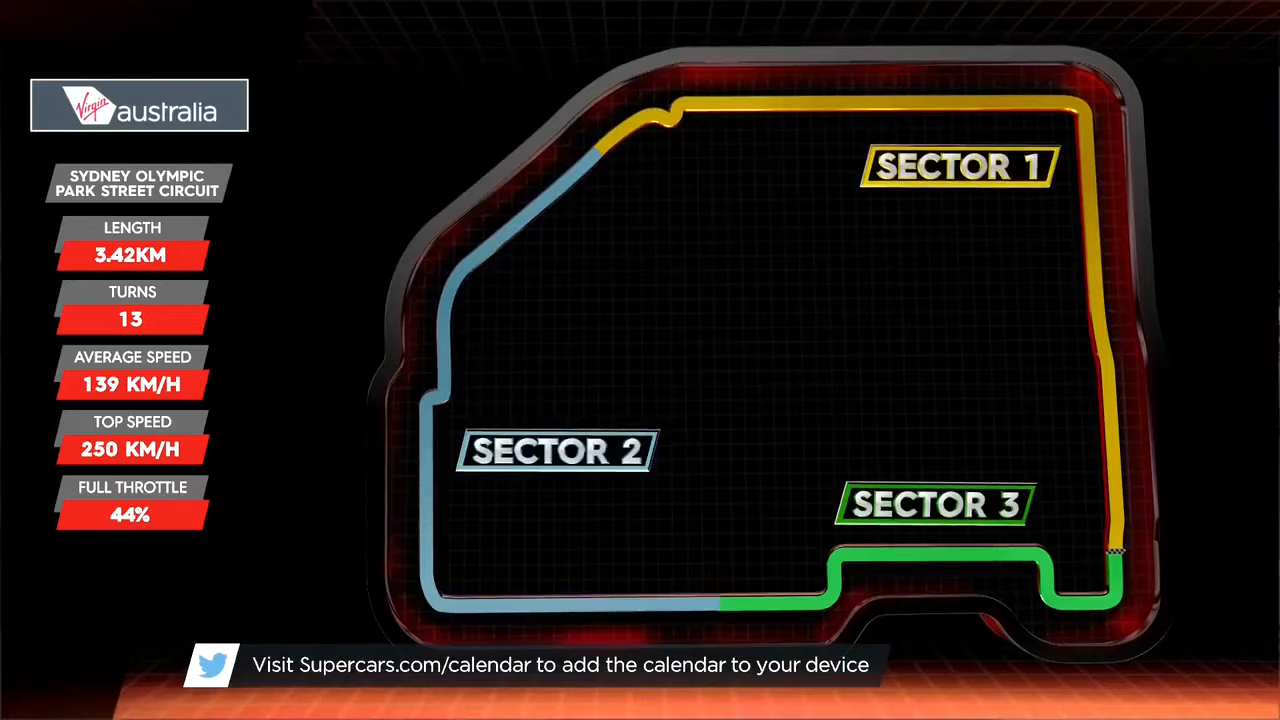 Virgin australia
SYDNEY OLYMPIC
PARK STREET CIRCUIT
LENGTH
3.42KM
TURNS
13
AVERAGE SPEED
139 KM/H
TOP SPEED
250 KM/H
FULL THROTTLE
44%
SECTOR 1
SECTOR 2
SECTOR 3
Visit Supercars.com/calendar to add the calendar to your device